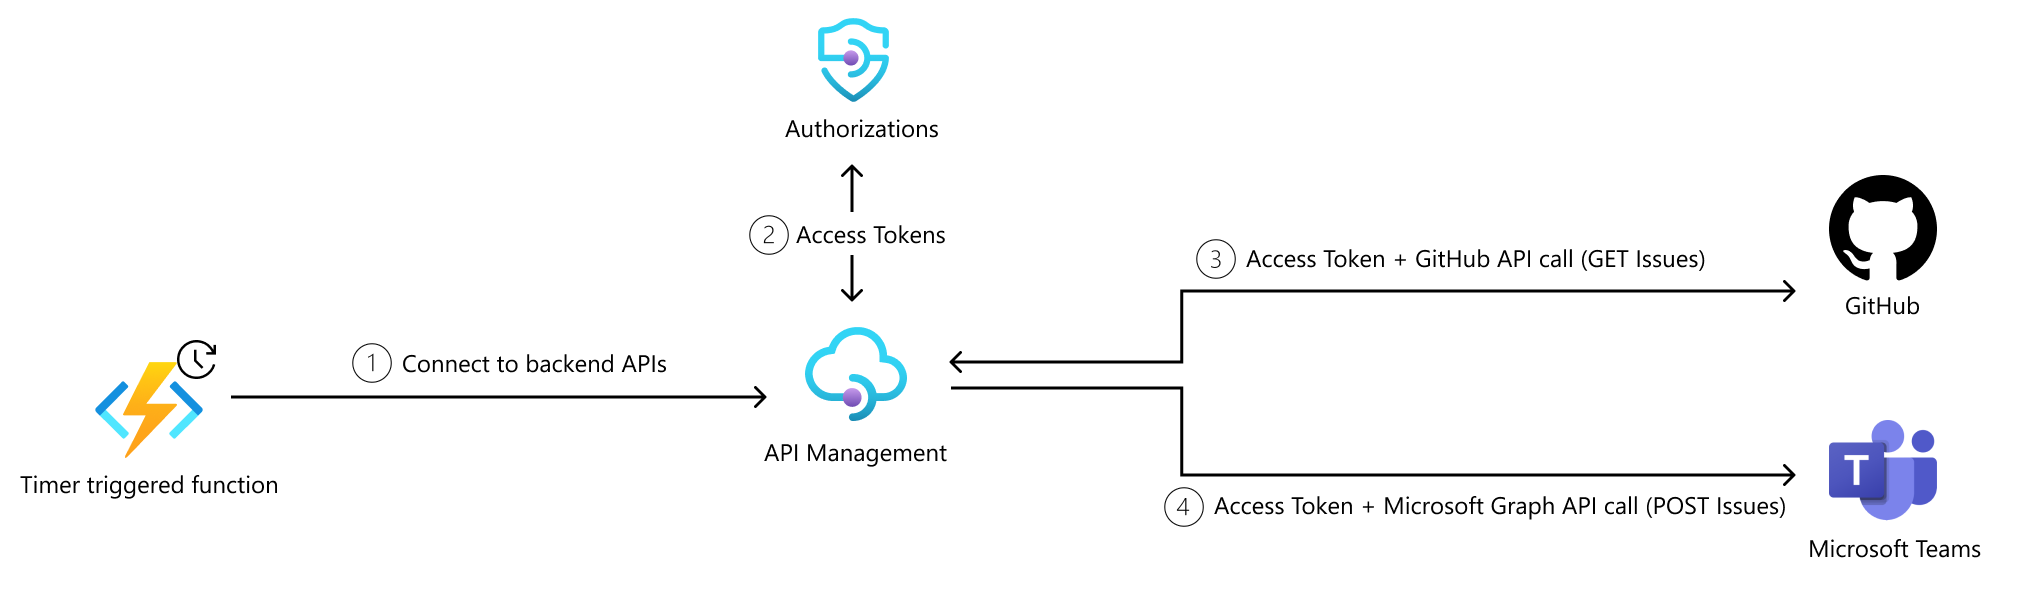 Authorizations
2 Access Tokens
3 Access Token + GitHub API call (GET Issues)
GitHub
1 Connect to backend APIs
API Management
Timer triggered function
T
4 Access Token + Microsoft Graph API call (POST Issues)
Microsoft Teams